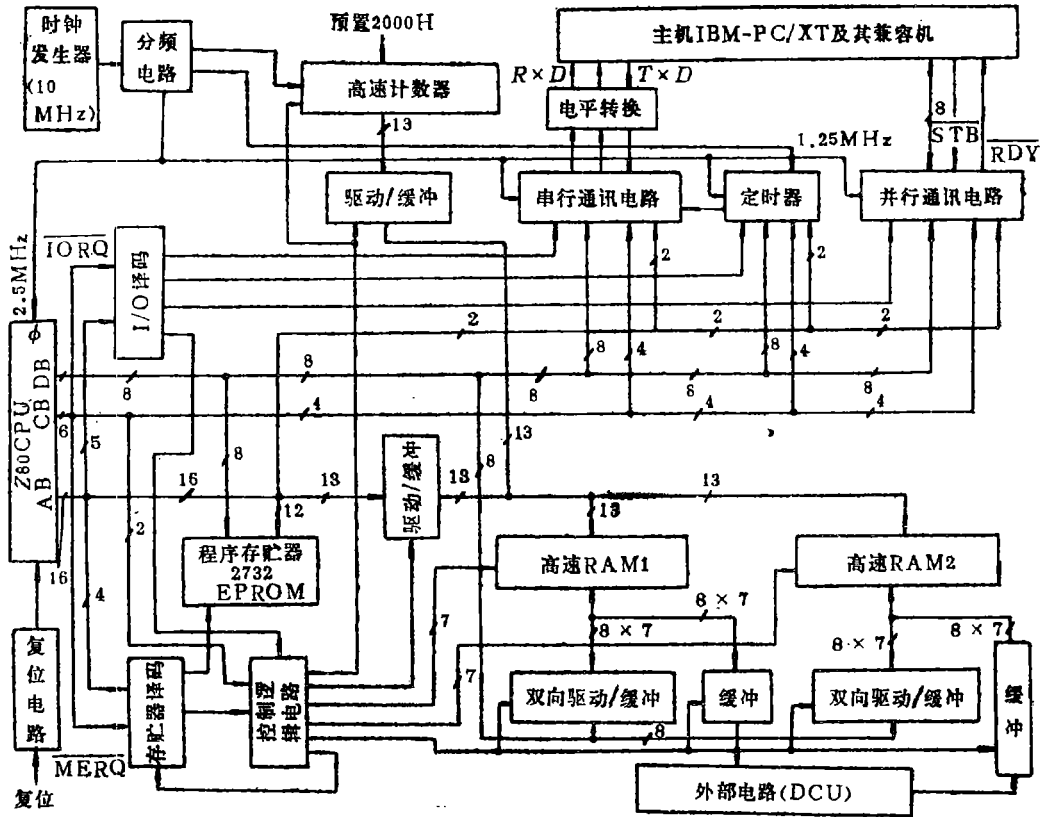 时钟
发生器
(10
MHz)
分频
电路
预置2000H
高速计数器
13
驱动/缓冲
主机IBM-PC/XT及其兼容机
R×D
T×D
电平转换
8
STB
RDY
1.25MHz
串行通讯电路
定时器
并行通讯电路
2.5MHz
IORQ
I/O译码
2
2
2
2
2
φ
Z80CPU
DB
CB
AB
8
8
8
8
4
8
4
8
8
6
4
4
4
5
8
13
8
16
13
驱动/缓冲
13
13
12
13
2
16
程序存贮器
2732
EPROM
高速RAM1
高速RAM2
4
7
8×7
8×7
8×7
8×7
7
复位电路
存贮器译码
控制逻辑电路
双向驱动/缓冲
缓冲
双向驱动/缓冲
缓冲
8
MERQ
复位
外部电路(DCU)